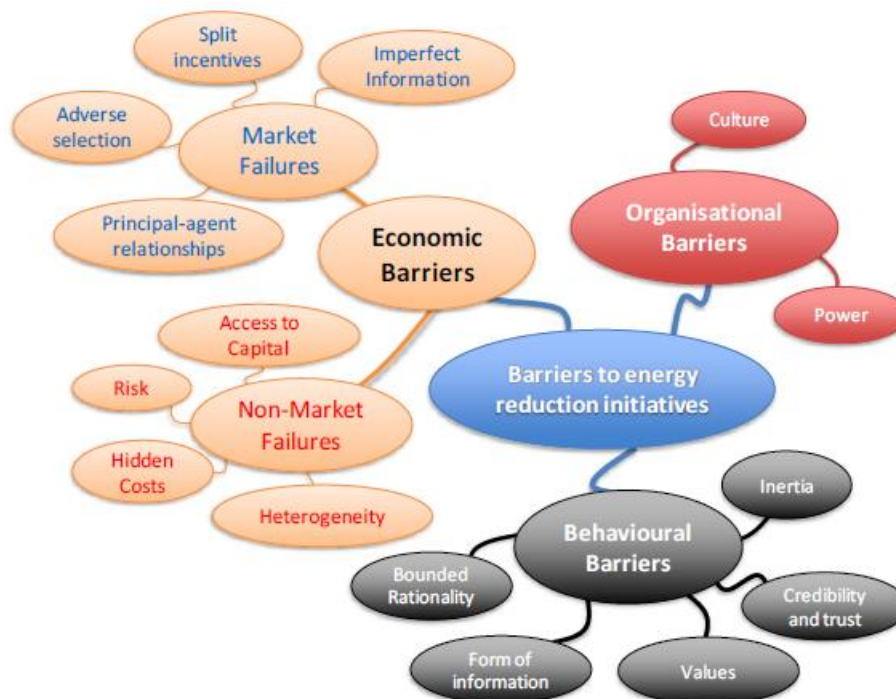 Split
incentives
Imperfect
Information
Adverse
selection
Market
Failures
Principal-agent
relationships
Economic
Barriers
Culture
Organisational
Barriers
Power
Access to
Capital
Risk
Non-Market
Failures
Hidden
Costs
Heterogeneity
Barriers to energy
reduction initiatives
Inertia
Behavioural
Barriers
Bounded
Rationality
Credibility
and trust
Form of
information
Values